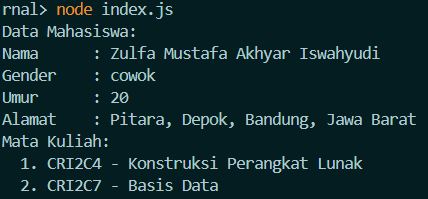 rnal> node index.js
Data Mahasiswa:
Nama     : Zulfa Mustafa Akhyar Iswahyudi
Gender   : cowok
Umur     : 20
Alamat   : Pitara, Depok, Bandung, Jawa Barat
Mata Kuliah:
  1. CRI2C4 - Konstruksi Perangkat Lunak
  2. CRI2C7 - Basis Data